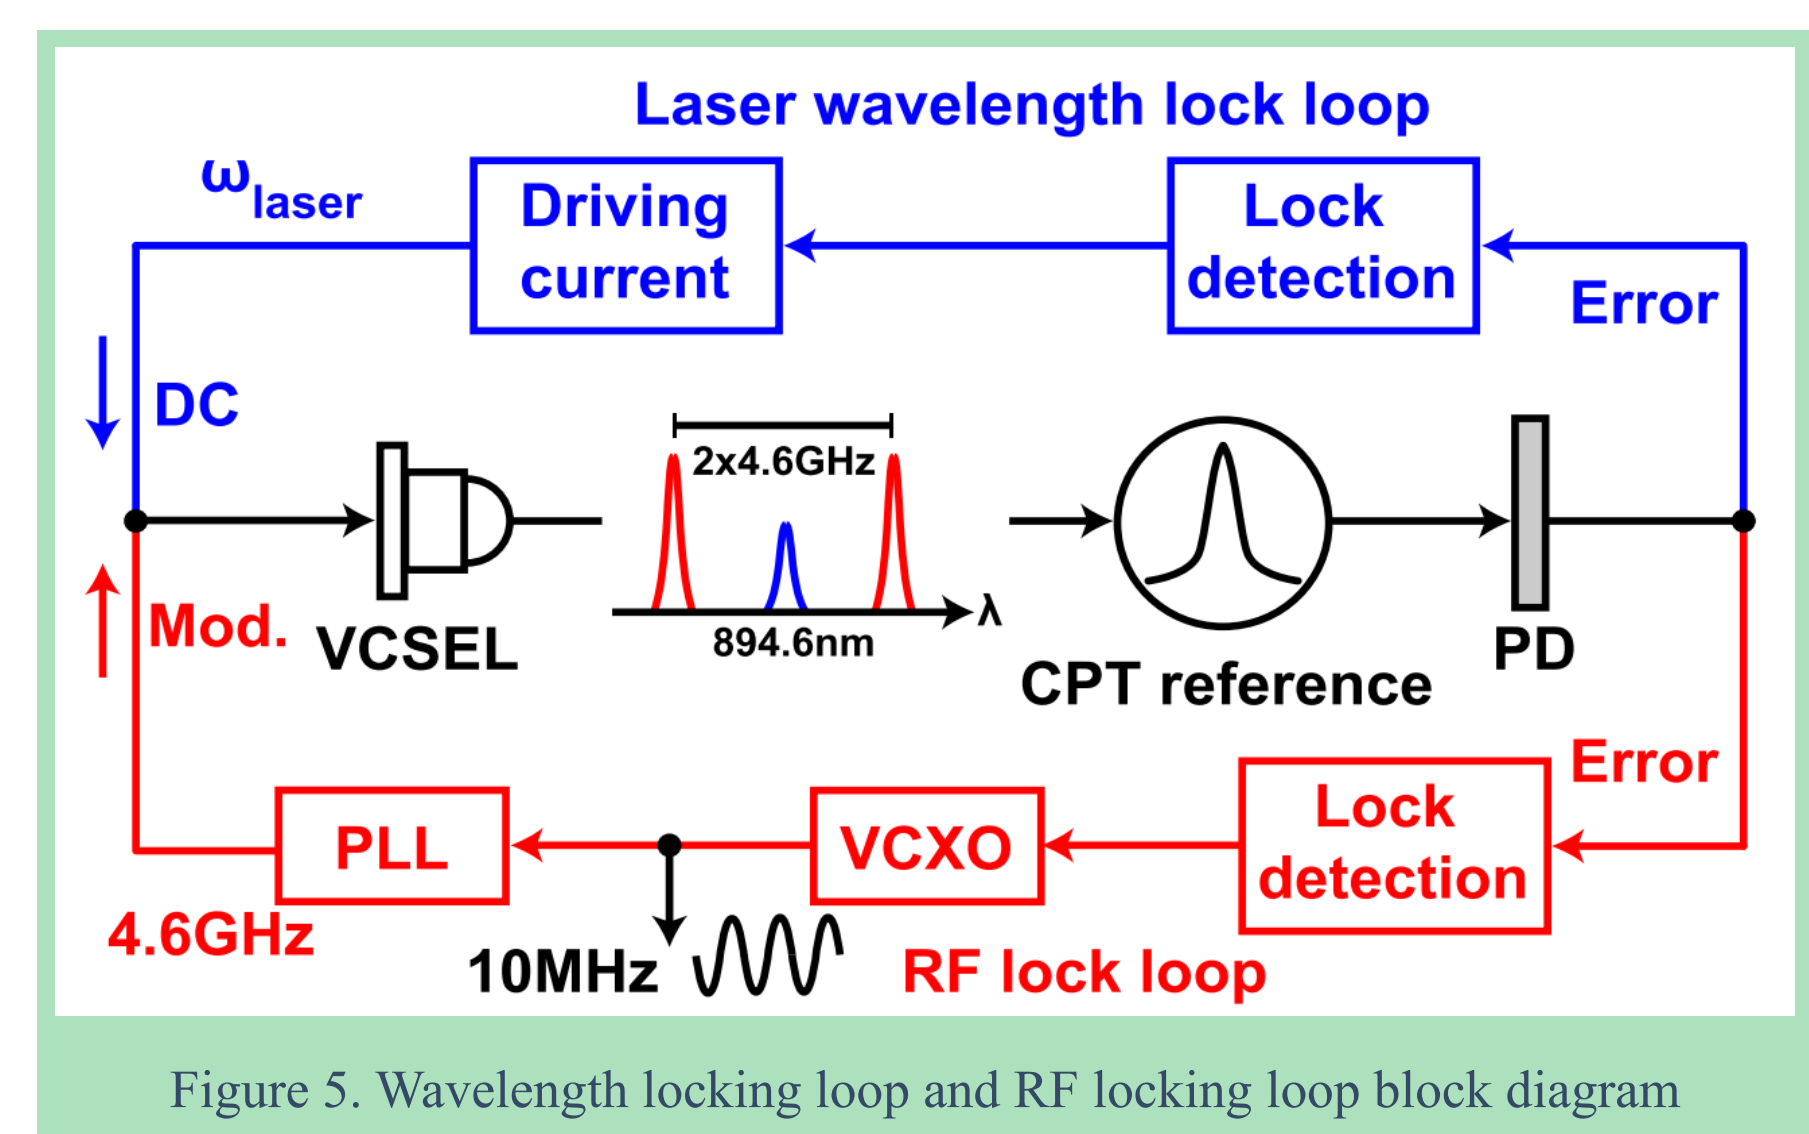 Laser wavelength lock loop
ωlaser
Driving
current
Lock
detection
Error
DC
2x4.6GHz
λ
894.6nm
Mod.
VCSEL
CPT reference
PD
Error
PLL
VCXO
Lock
detection
4.6GHz
10MHz
RF lock loop
Figure 5. Wavelength locking loop and RF locking loop block diagram